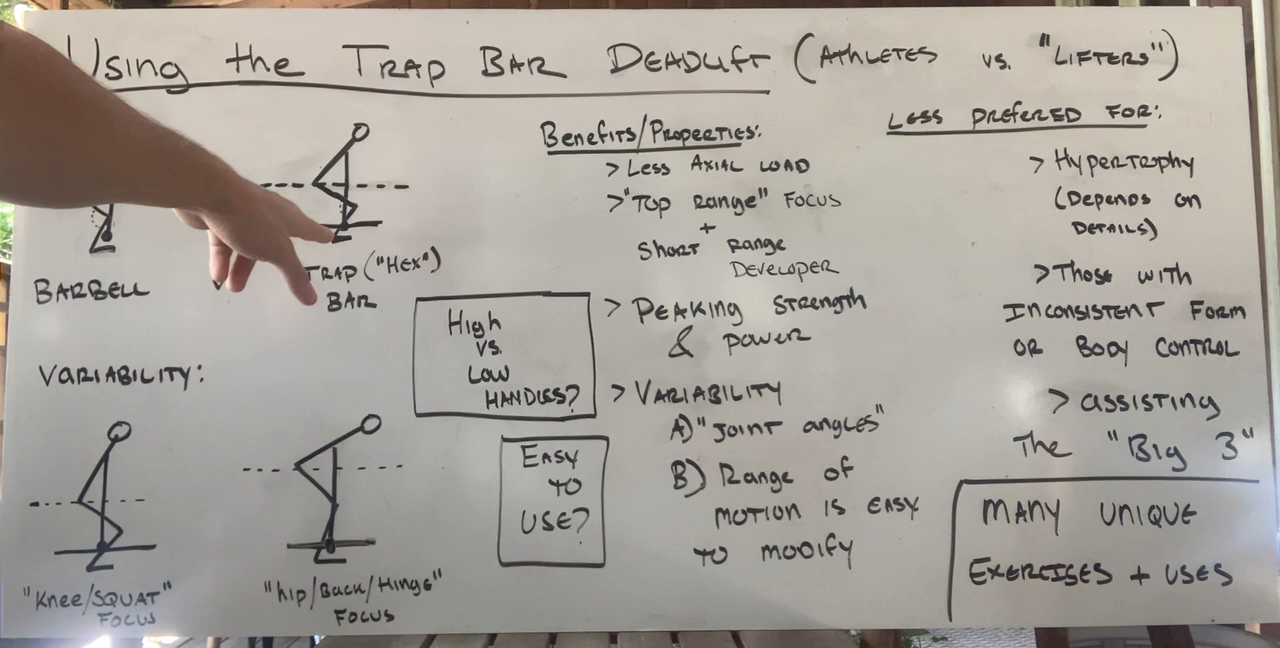 Using the TRAP BAR DEADLift (ATHLETES vs. "LIFTERS")
BARBELL
TRAP ("HEX")
BAR
VARIABILITY:
"Knee/SQUAT"
FOCUS
"hip/Back/Hinge"
FOCUS
High
vs.
Low
HANDLES?
EASY
TO
USE?
Benefits/Properties:
> Less AXIAL LOAD
> "Top Range" FOCUS
+
Short Range
DEVELOPER
> PEAKING STRENGTH
& POWER
> VARIABILITY
A) "JOINT angles"
B) Range of
MOTION IS EASY
TO MODIFY
LESS PREFERRED FOR:
> Hypertrophy
(Depends on
DETAILS)
> Those with
INCONSISTENT FORM
OR BODY CONTROL
> assisting
The "Big 3"
MANY UNIQUE
EXERCISES + USES